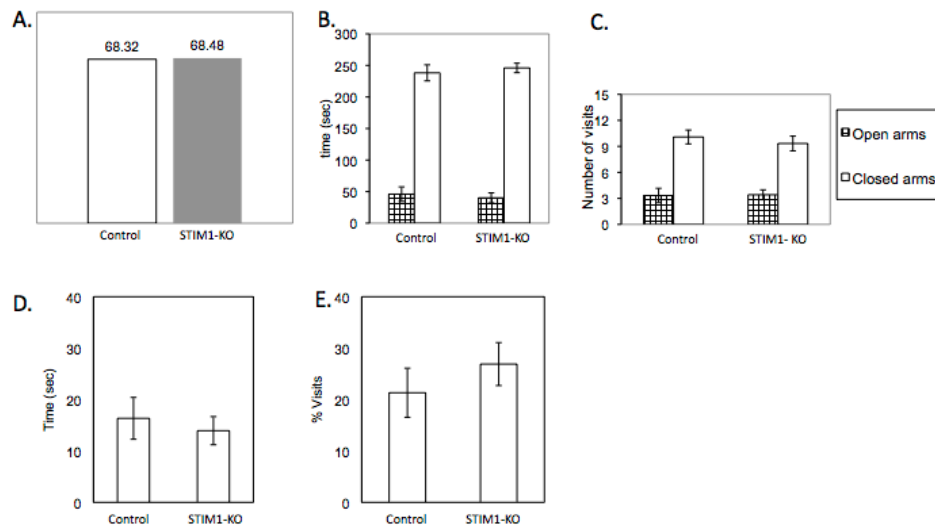 A.
68.32
68.48
Control
STIM1-KO
B.
time (sec)
300
250
200
150
100
50
0
Control
STIM1-KO
C.
Number of visits
15
12
9
6
3
0
Control
STIM1- KO
Open arms
Closed arms
D.
Time (sec)
40
30
20
10
0
Control
STIM1-KO
E.
% Visits
40
30
20
10
0
Control
STIM1-KO